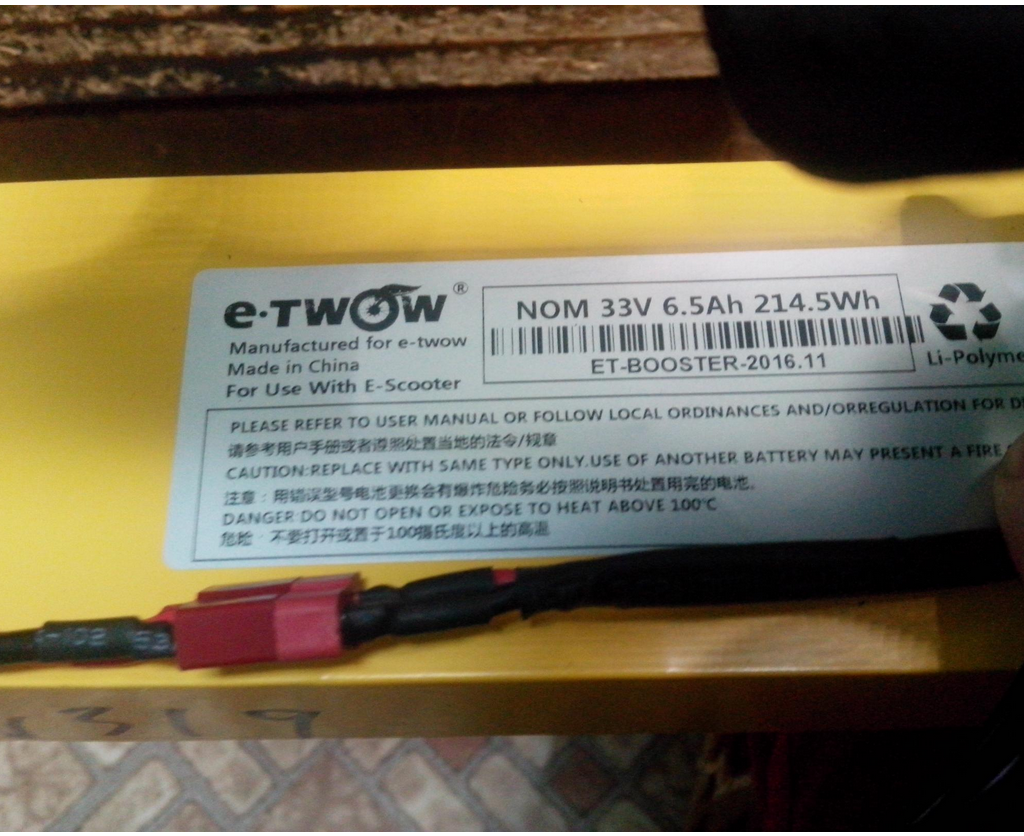 e·TWOW®
Manufactured for e-twow
Made in China
For Use With E-Scooter
NOM 33V 6.5Ah 214.5Wh
ET-BOOSTER-2016.11
Li-Polyme
PLEASE REFER TO USER MANUAL OR FOLLOW LOCAL ORDINANCES AND/ORREGULATION FOR
请参考用户手册或者遵照处置当地的法令/规章
CAUTION:REPLACE WITH SAME TYPE ONLY.USE OF ANOTHER BATTERY MAY PRESENT A FIRE
注意：用错误型号电池更换会有爆炸危险务必按照说明书处置用完的电池。
DANGER:DO NOT OPEN OR EXPOSE TO HEAT ABOVE 100℃
危险：不要打开或置于100摄氏度以上的高温
1319